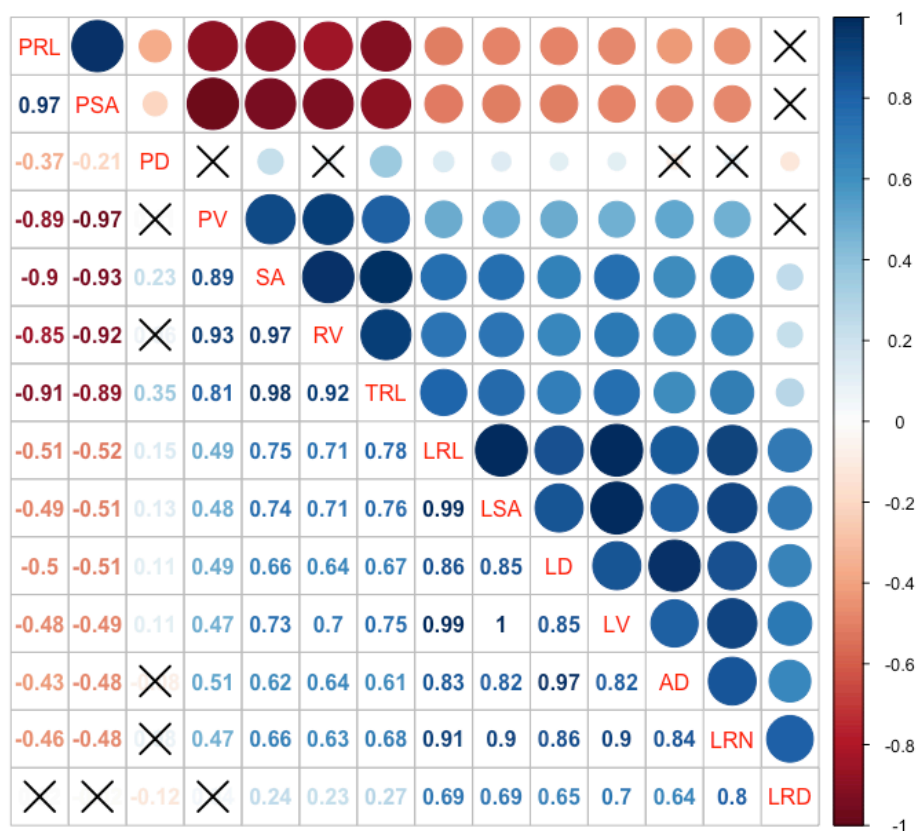 PRL
0.97 PSA
-0.37 -0.21 PD
-0.89 -0.97 PV
-0.9 -0.93 0.23 0.89 SA
-0.85 -0.92 0.93 0.97 RV
-0.91 -0.89 0.35 0.81 0.98 0.92 TRL
-0.51 -0.52 0.15 0.49 0.75 0.71 0.78 LRL
-0.49 -0.51 0.13 0.48 0.74 0.71 0.76 0.99 LSA
-0.5 -0.51 0.11 0.49 0.66 0.64 0.67 0.86 0.85 LD
-0.48 -0.49 0.11 0.47 0.73 0.7 0.75 0.99 1 0.85 LV
-0.43 -0.48 0.51 0.62 0.64 0.61 0.83 0.82 0.97 0.82 AD
-0.46 -0.48 0.47 0.66 0.63 0.68 0.91 0.9 0.86 0.9 0.84 LRN
-0.12 0.24 0.23 0.27 0.69 0.69 0.65 0.7 0.64 0.8 LRD
1
0.8
0.6
0.4
0.2
0
-0.2
-0.4
-0.6
-0.8
-1